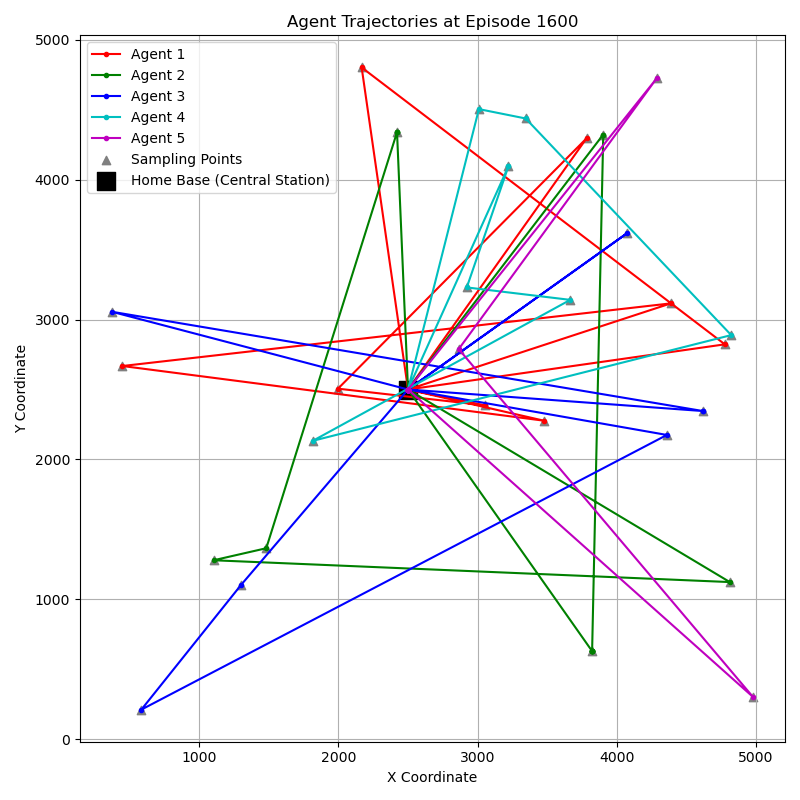 Agent Trajectories at Episode 1600
5000
4000
3000
2000
1000
0
Y Coordinate
Agent 1
Agent 2
Agent 3
Agent 4
Agent 5
Sampling Points
Home Base (Central Station)
1000 2000 3000 4000 5000
X Coordinate